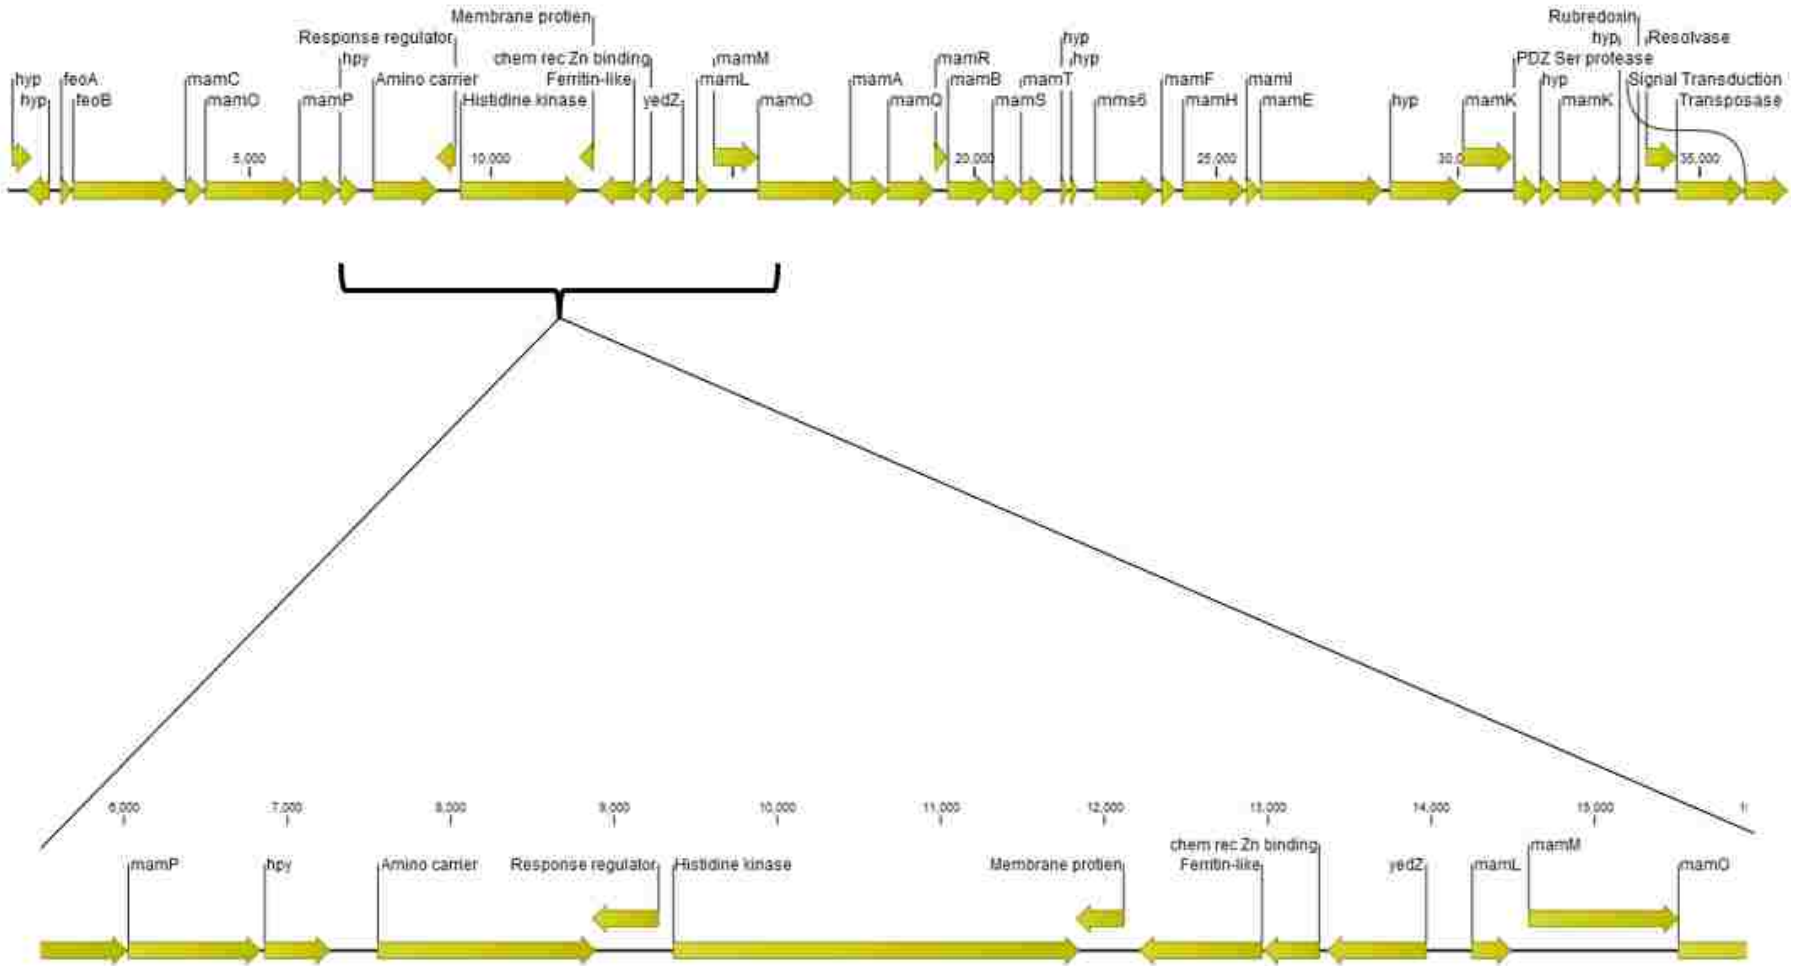 Rubredoxin
Membrane protien
Response regulator hyp hyp Resolvase
hpy chem rec Zn binding mamM mamR hyp PDZ Ser protease
hyp feoA mamC Amino carrier Ferritin-like mamL mamA mamB mamT mamF mamI hyp Signal Transduction
hyp feoB mamO mamP Histidine kinase yedZ mamO mamQ mamS mms6 mamH mamE hyp mamK mamK Transposase
5,000 10,000 20,000 25,000 30,0 35,000
6,000 7,000 8,000 9,000 10,000 11,000 12,000 13,000 14,000 15,000
chem rec Zn binding mamM
mamP hpy Amino carrier Response regulator Histidine kinase Membrane protien Ferritin-like yedZ mamL mamO